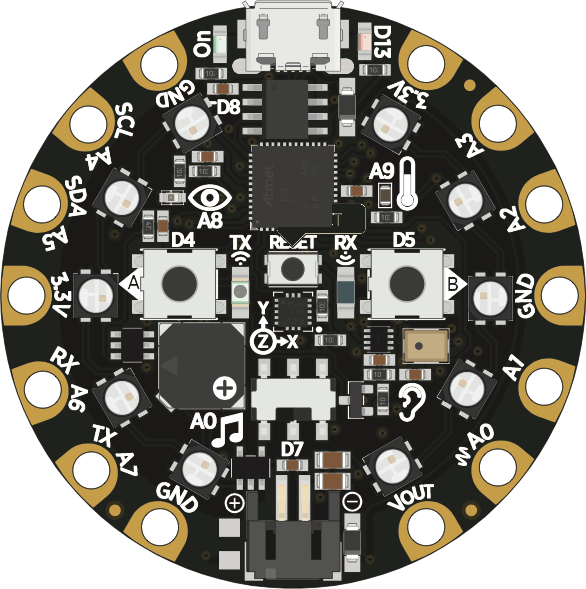 On
D13
GND
D8
3.3V
SCL A4
A3
A9
SDA A5
A8
A2
Atmel
D4
TX
RESET
RX
D5
3.3V
A
B
GND
Y
Z
X
RX A6
A1
A0
TX A7
D7
A0
GND
VOUT